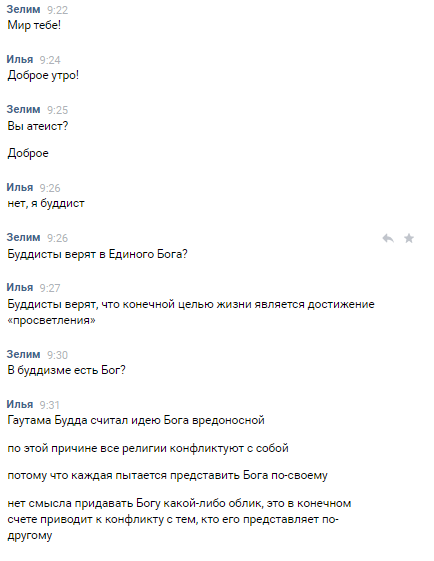 Зелим 9:22
Мир тебе!
Илья 9:24
Доброе утро!
Зелим 9:25
Вы атеист?
Доброе
Илья 9:26
нет, я буддист
Зелим 9:26
Буддисты верят в Единого Бога?
Илья 9:27
Буддисты верят, что конечной целью жизни является достижение
«просветления»
Зелим 9:30
В буддизме есть Бог?
Илья 9:31
Гаутама Будда считал идею Бога вредоносной
по этой причине все религии конфликтуют с собой
потому что каждая пытается представить Бога по-своему
нет смысла придавать Богу какой-либо облик, это в конечном
счете приводит к конфликту с тем, кто его представляет по-
другому